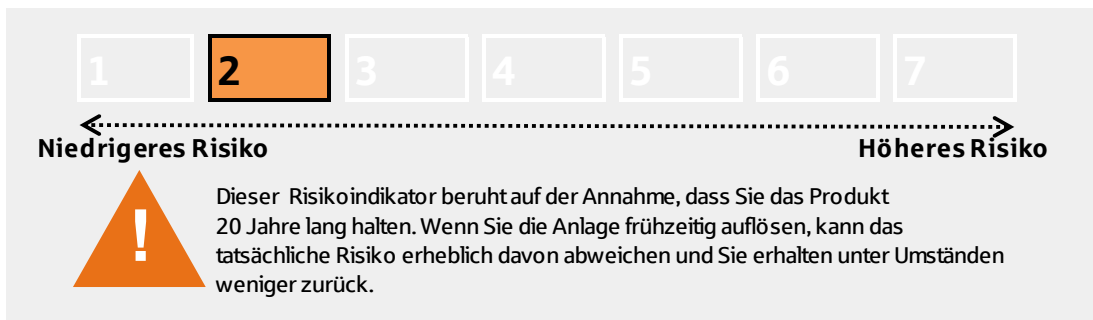 1 2 3 4 5 6 7
Niedrigeres Risiko Höheres Risiko
!
Dieser Risikoindikator beruht auf der Annahme, dass Sie das Produkt
20 Jahre lang halten. Wenn Sie die Anlage frühzeitig auflösen, kann das
tatsächliche Risiko erheblich davon abweichen und Sie erhalten unter Umständen
weniger zurück.